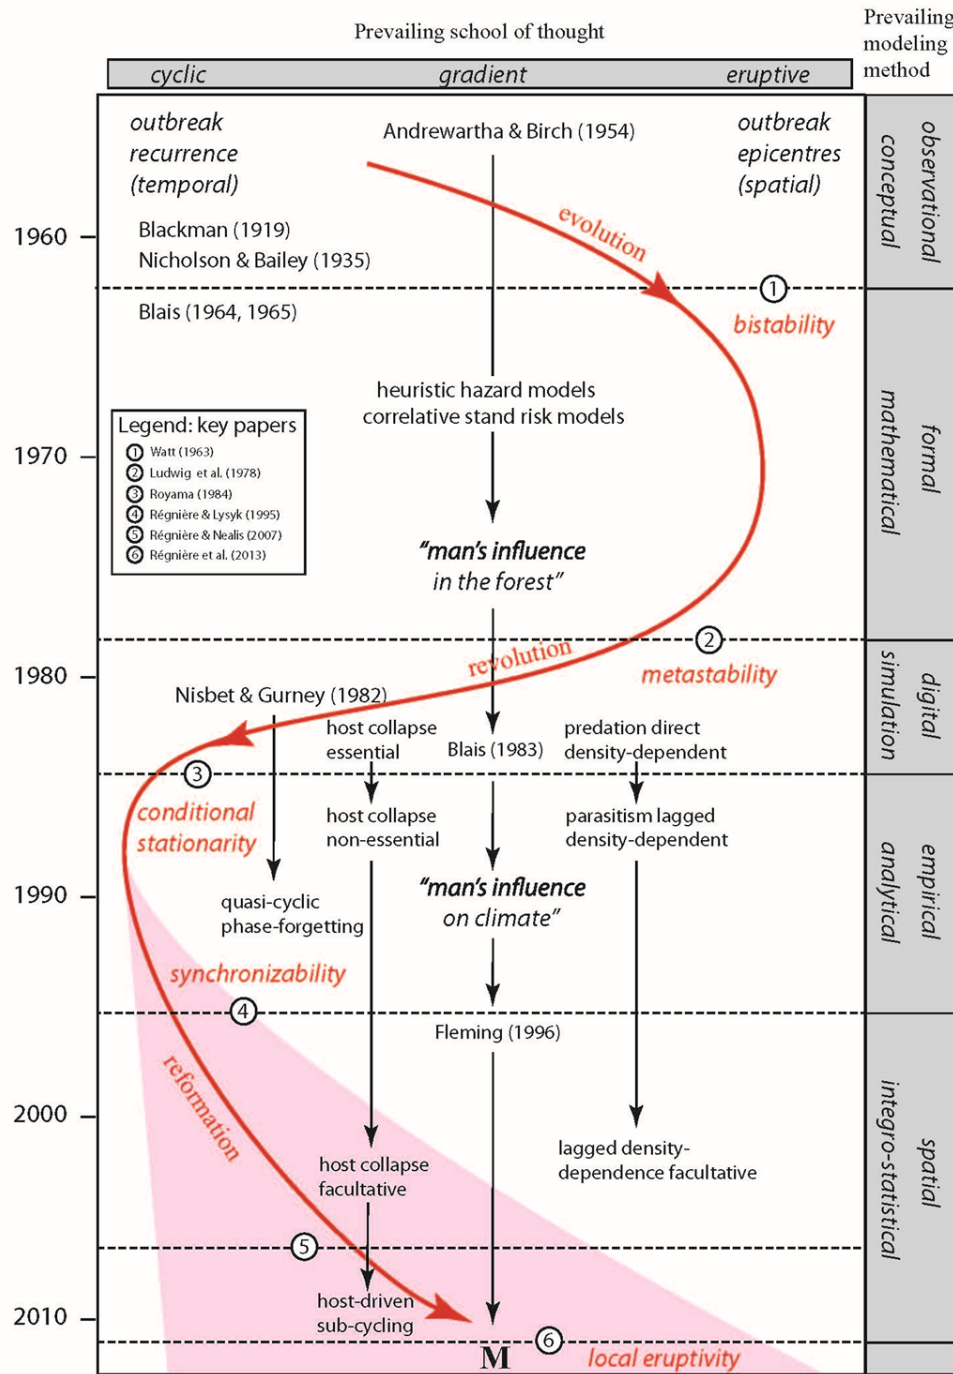 Prevailing school of thought
Prevailing
modeling
method
cyclic
gradient
eruptive
outbreak
recurrence
(temporal)
Andrewartha & Birch (1954)
outbreak
epicentres
(spatial)
observational
conceptual
1960
Blackman (1919)
Nicholson & Bailey (1935)
evolution
1
bistability
Blais (1964, 1965)
heuristic hazard models
correlative stand risk models
formal
mathematical
Legend: key papers
1 Watt (1963)
2 Ludwig et al. (1978)
3 Royama (1984)
4 Régnière & Lysyk (1995)
5 Régnière & Nealis (2007)
6 Régnière et al. (2013)
1970
“man's influence
in the forest”
revolution
2
metastability
1980
digital
simulation
Nisbet & Gurney (1982)
host collapse
essential
Blais (1983)
predation direct
density-dependent
3
conditional
stationarity
host collapse
non-essential
parasitism lagged
density-dependent
empirical
analytical
1990
quasi-cyclic
phase-forgetting
“man's influence
on climate”
synchronizability
4
Fleming (1996)
reformation
2000
host collapse
facultative
lagged density-
dependence facultative
spatial
integro-statistical
5
2010
host-driven
sub-cycling
6
M
local eruptivity